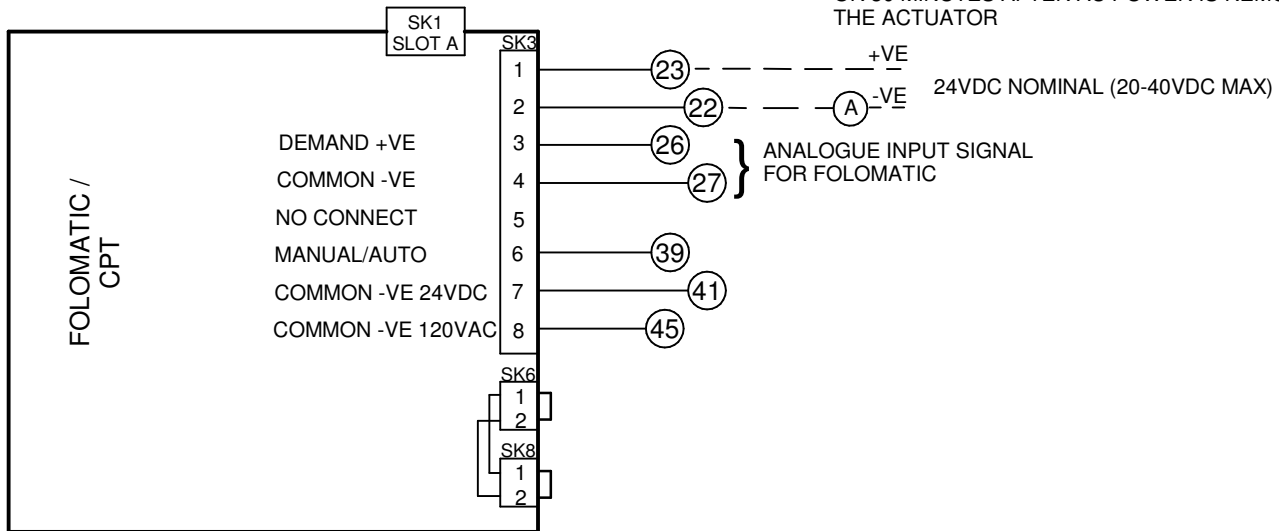 THE ACTUATOR
SK1
SLOT A
SK3
1
23
+VE
24VDC NOMINAL (20-40VDC MAX)
2
22
A
-VE
DEMAND +VE
3
26
ANALOGUE INPUT SIGNAL
FOR FOLOMATIC
COMMON -VE
4
27
NO CONNECT
5
MANUAL/AUTO
6
39
COMMON -VE 24VDC
7
41
COMMON -VE 120VAC
8
45
FOLOMATIC /
CPT
SK6
1
2
SK8
1
2